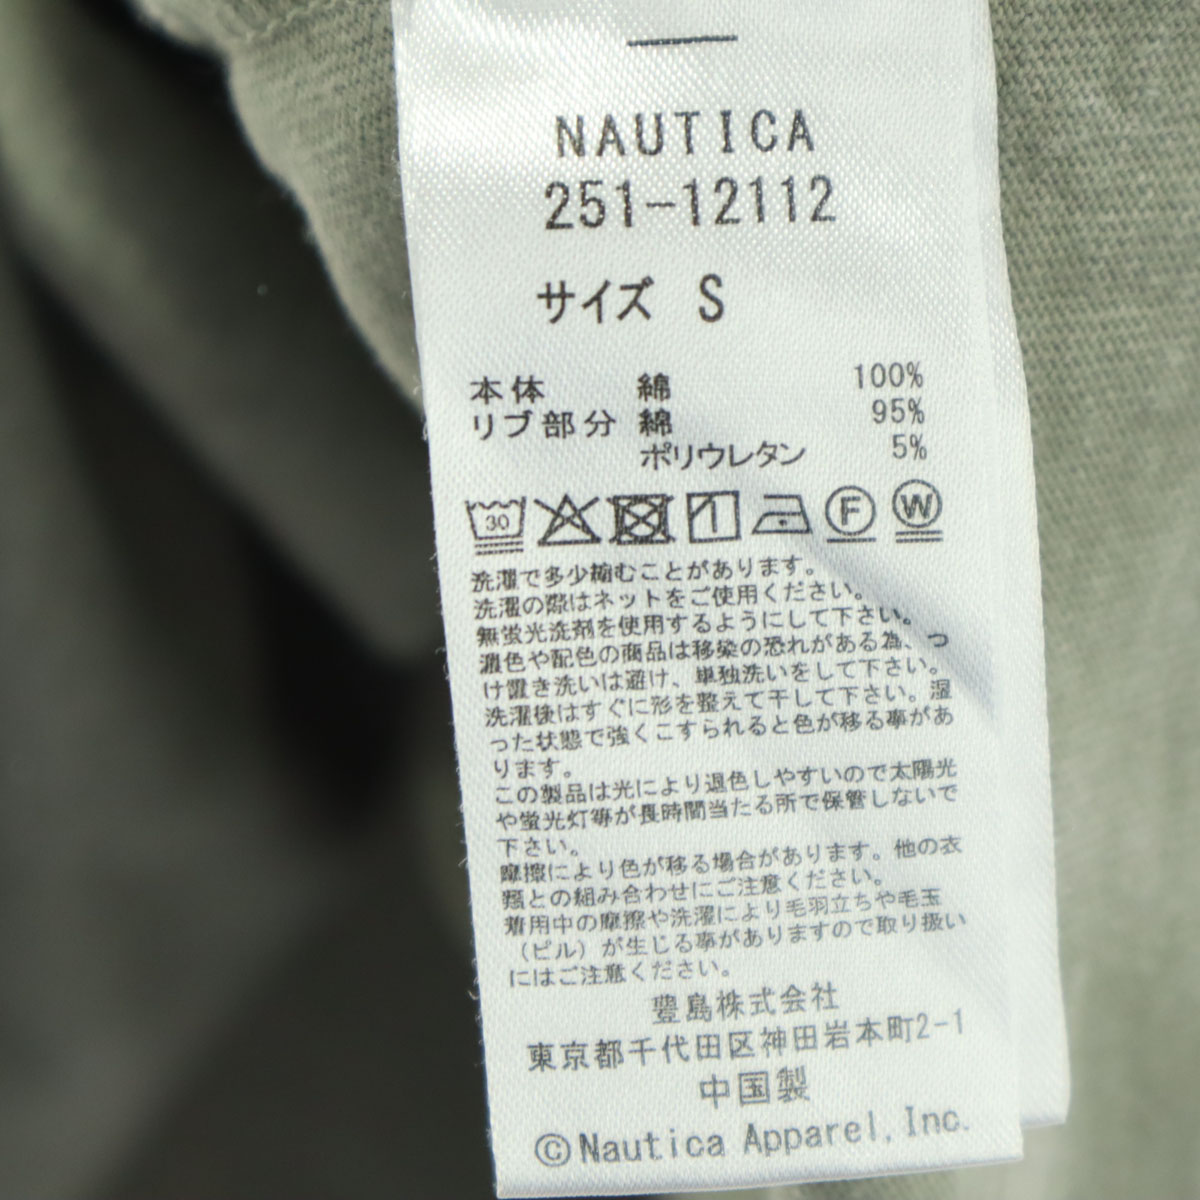 NAUTICA
251-12112
サイズ S
本体 綿 100%
リブ部分 綿 95%
ポリウレタン 5%
30 F W
洗濯で多少縮むことがあります。
洗濯の際はネットをご使用ください。
無蛍光洗剤を使用するようにして下さい。
濃色や配色の商品は移染の恐れがある為、つ
け置き洗いは避け、単独洗いをして下さい。
洗濯後はすぐに形を整えて干して下さい。湿
った状態で強くこすられると色が移る事があ
ります。
この製品は光により退色しやすいので太陽光
や蛍光灯等が長時間当たる所で保管しないで
下さい。
摩擦により色が移る場合があります。他の衣
類との組み合わせにご注意ください。
着用中の摩擦や洗濯により毛羽立ちや毛玉
（ピル）が生じる事がありますので取り扱い
にはご注意ください。
豊島株式会社
東京都千代田区神田岩本町2-1
中国製
©Nautica Apparel, Inc.